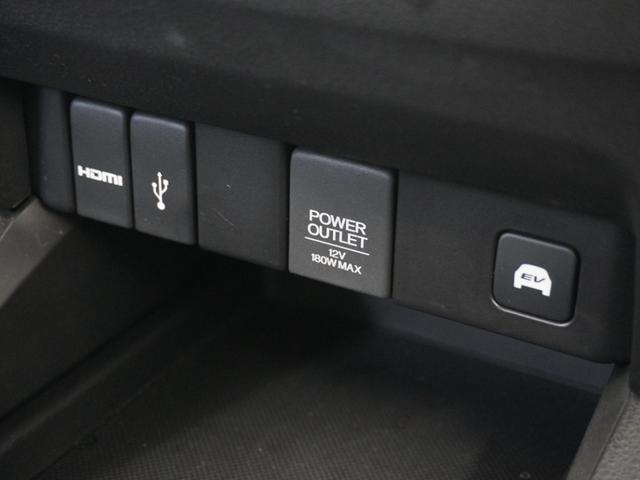 HDMI
POWER
OUTLET
12V
180W MAX
EV